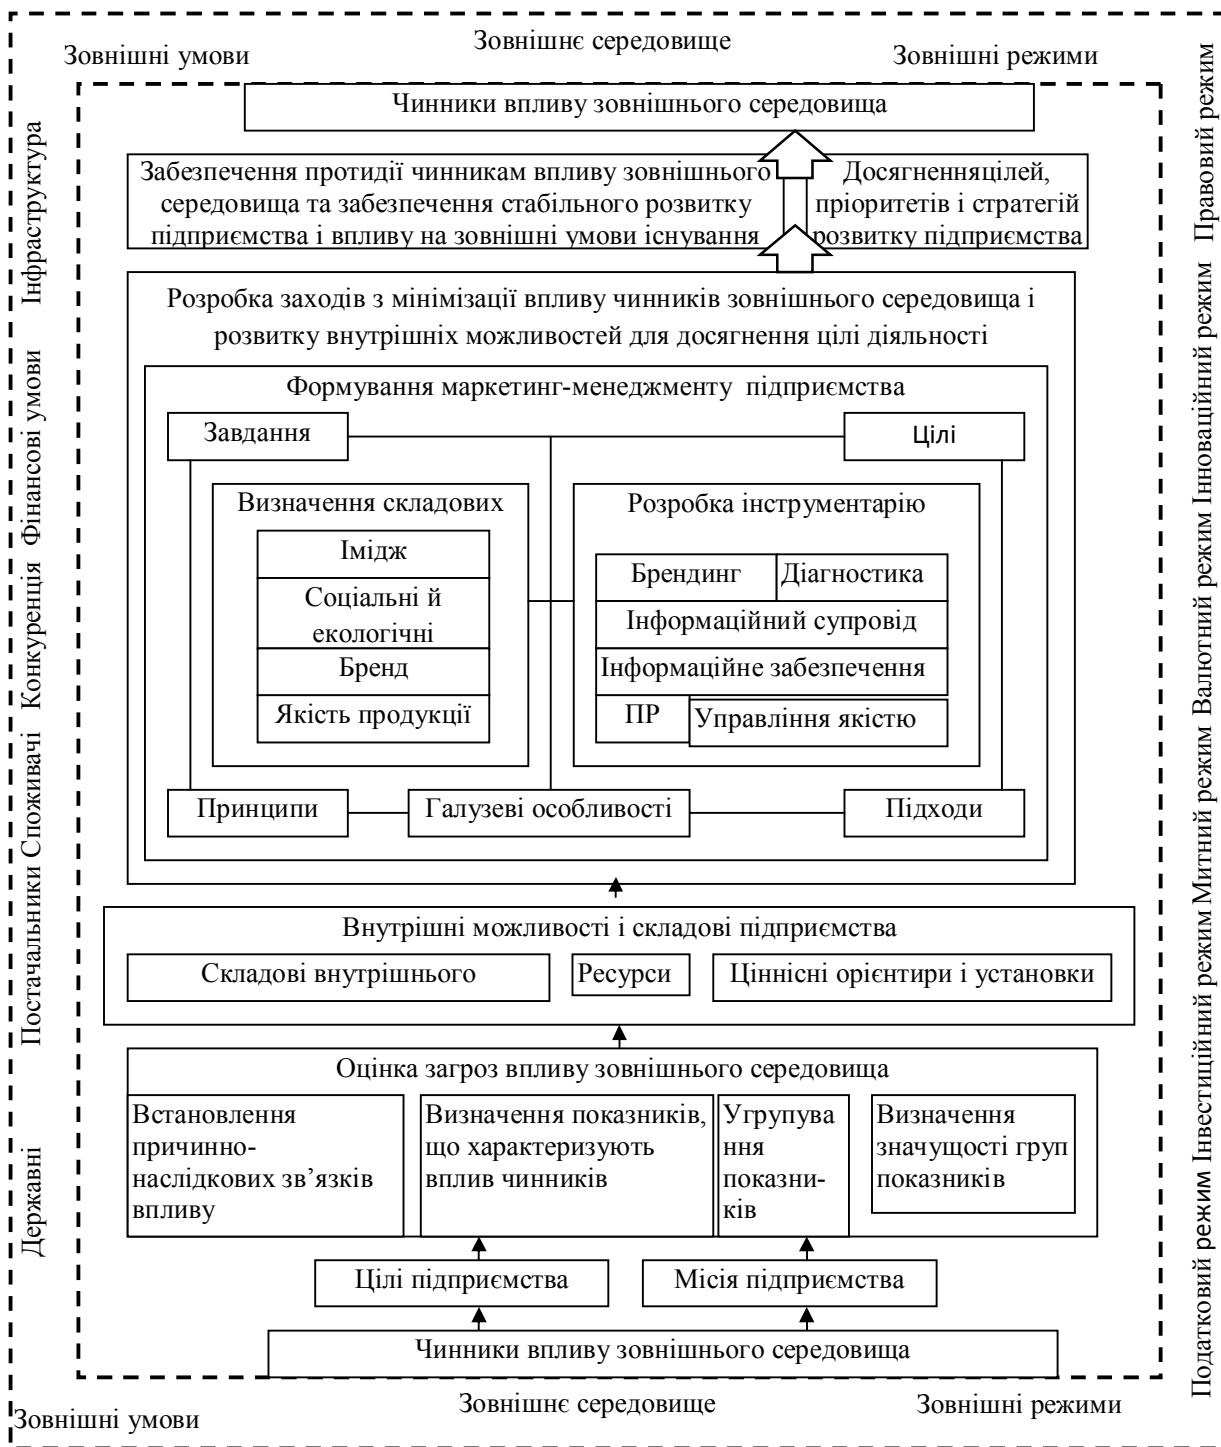 Зовнішнє середовище
Зовнішні умови
Зовнішні режими
Чинники впливу зовнішнього середовища
Забезпечення протидії чинникам впливу зовнішнього
середовища та забезпечення стабільного розвитку
підприємства і впливу на зовнішні умови існування
Досягненняцілей,
пріоритетів і стратегій
розвитку підприємства
Розробка заходів з мінімізації впливу чинників зовнішнього середовища і
розвитку внутрішніх можливостей для досягнення цілі діяльності
Формування маркетинг-менеджменту підприємства
Завдання
Цілі
Визначення складових
Імідж
Соціальні й
екологічні
Бренд
Якість продукції
Розробка інструментарію
Брендинг
Діагностика
Інформаційний супровід
Інформаційне забезпечення
ПР
Управління якістю
Принципи
Галузеві особливості
Підходи
Внутрішні можливості і складові підприємства
Складові внутрішнього
Ресурси
Ціннісні орієнтири і установки
Оцінка загроз впливу зовнішнього середовища
Встановлення
причинно-
наслідкових зв’язків
впливу
Визначення показників,
що характеризують
вплив чинників
Угрупува
ння
показни-
ків
Визначення
значущості груп
показників
Цілі підприємства
Місія підприємства
Чинники впливу зовнішнього середовища
Зовнішнє середовище
Зовнішні умови
Зовнішні режими
Державні Постачальники Споживачі Конкуренція Фінансові умови Інфраструктура
Податковий режим Інвестиційний режим Митний режим Валютний режим Інноваційний режим Правовий режим